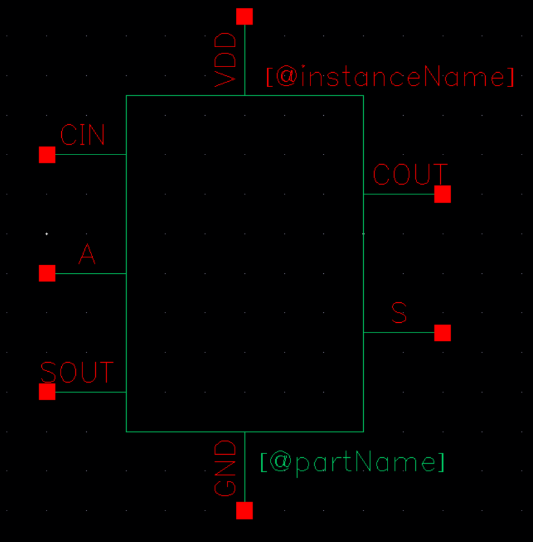 VDD
[@instanceName]
CIN
COUT
A
S
SOUT
GND
[@partName]